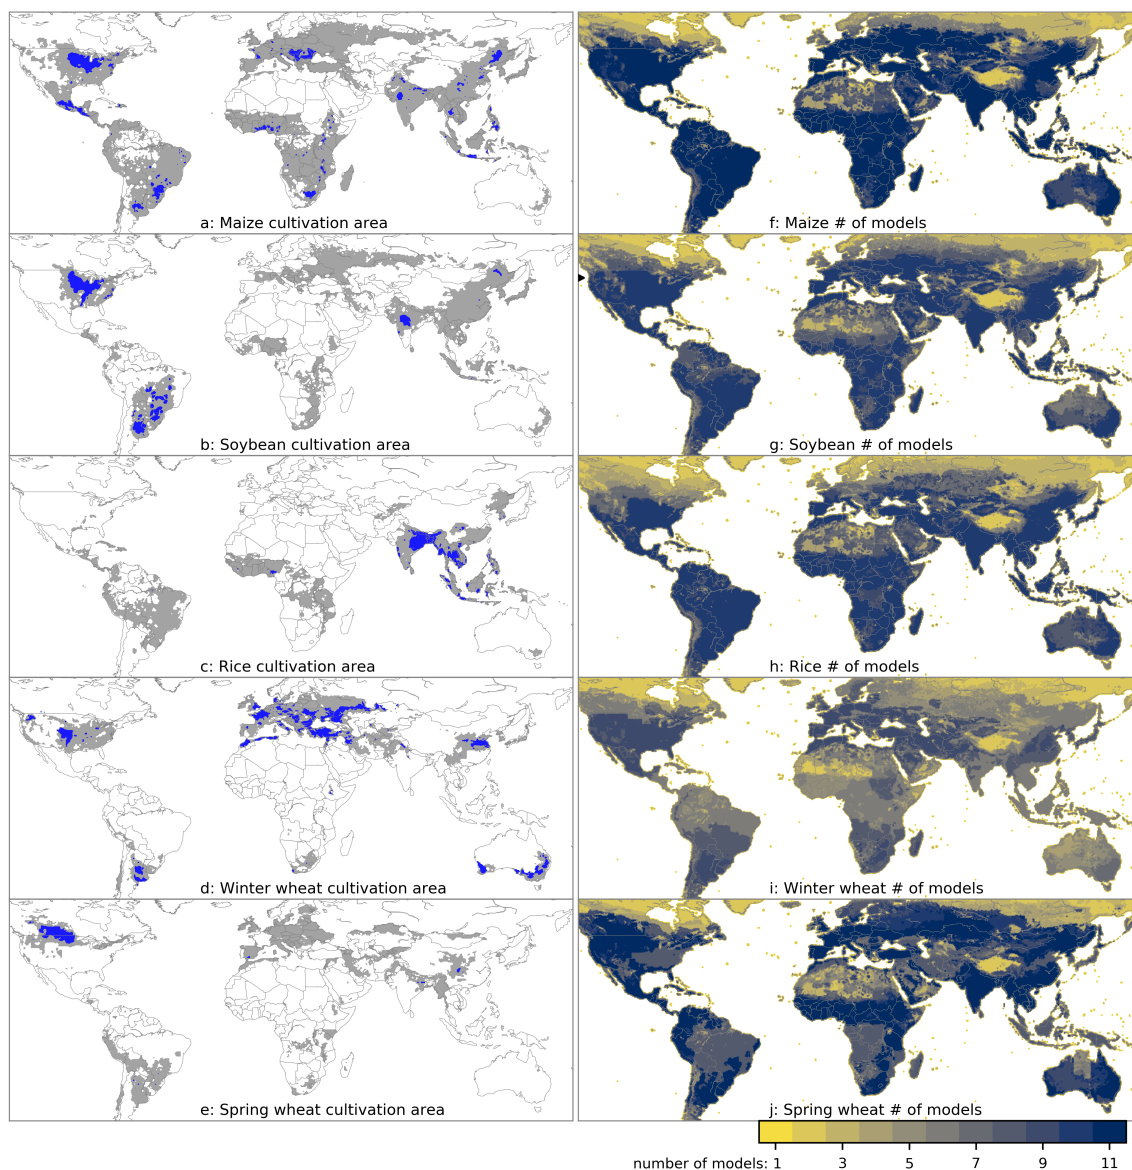 a: Maize cultivation area
f: Maize # of models
b: Soybean cultivation area
g: Soybean # of models
c: Rice cultivation area
h: Rice # of models
d: Winter wheat cultivation area
i: Winter wheat # of models
e: Spring wheat cultivation area
j: Spring wheat # of models
number of models: 1 3 5 7 9 11